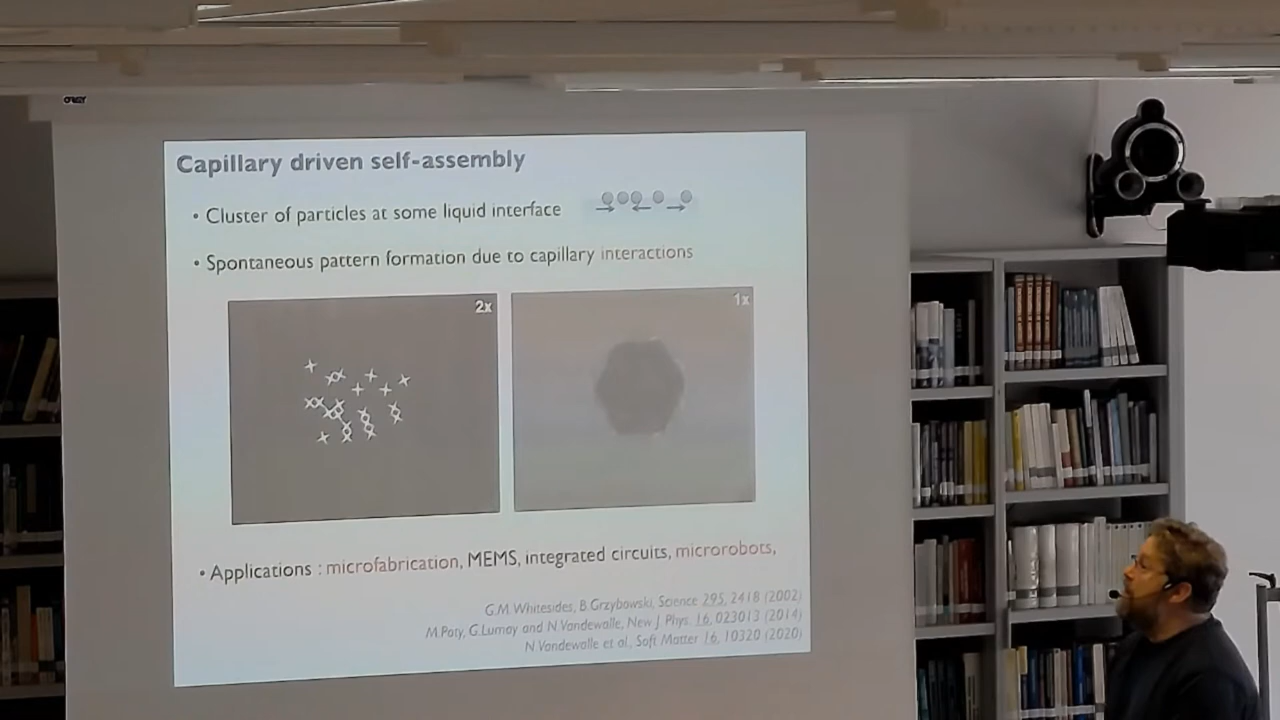 ORAY
Capillary driven self-assembly
• Cluster of particles at some liquid interface
• Spontaneous pattern formation due to capillary interactions
2x
1x
• Applications : microfabrication, MEMS, integrated circuits, microrobots,
G.M. Whitesides, B. Grzybowski, Science 295, 2418 (2002)
M. Poty, G. Lumay and N. Vandewalle, New J. Phys. 16, 023013 (2014)
N. Vandewalle et al., Soft Matter 16, 10320 (2020)